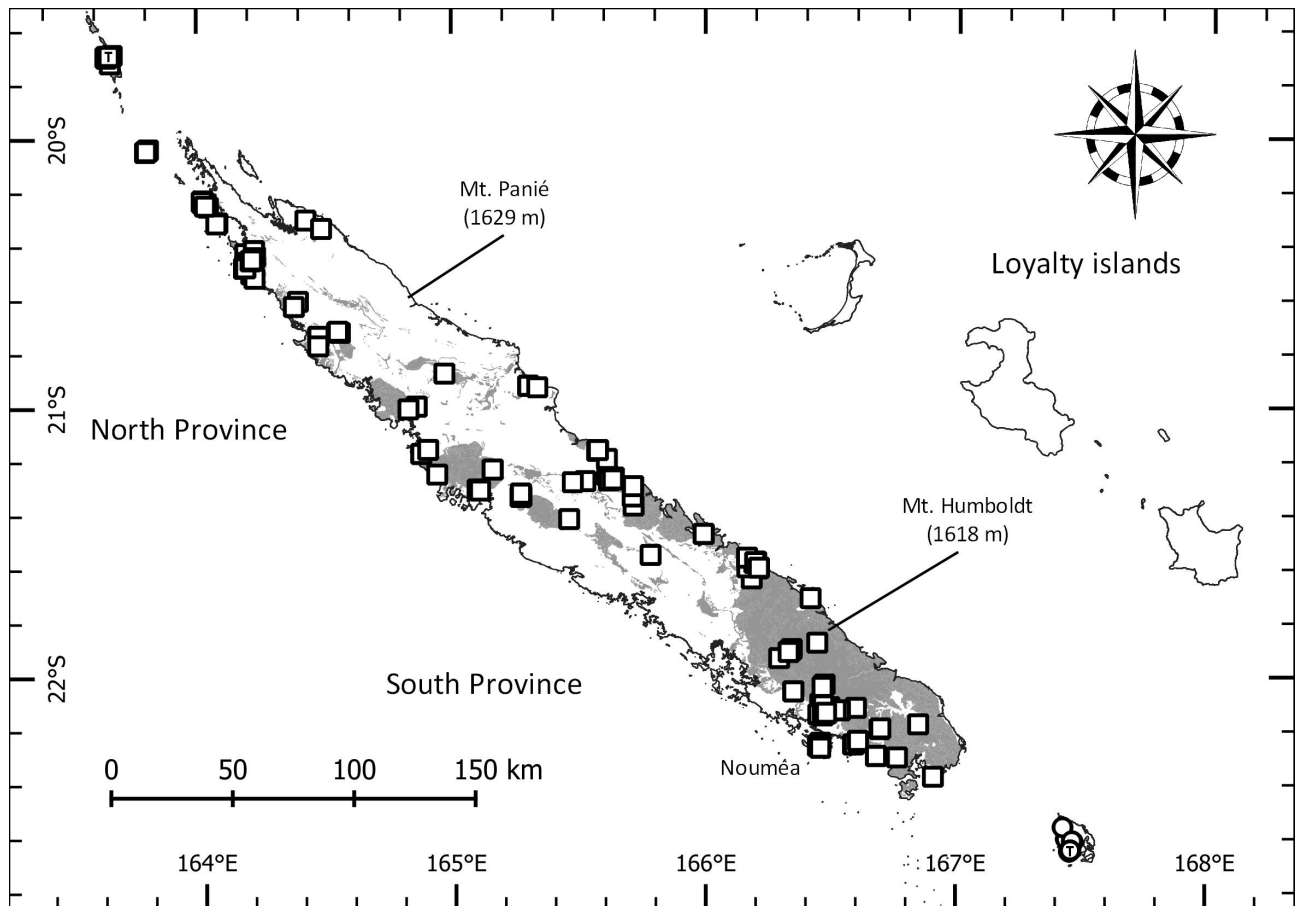 T
20°S
Mt. Panié
(1629 m)
Loyalty islands
21°S
North Province
Mt. Humboldt
(1618 m)
22°S
South Province
Nouméa
0 50 100 150 km
T
164°E 165°E 166°E 167°E 168°E